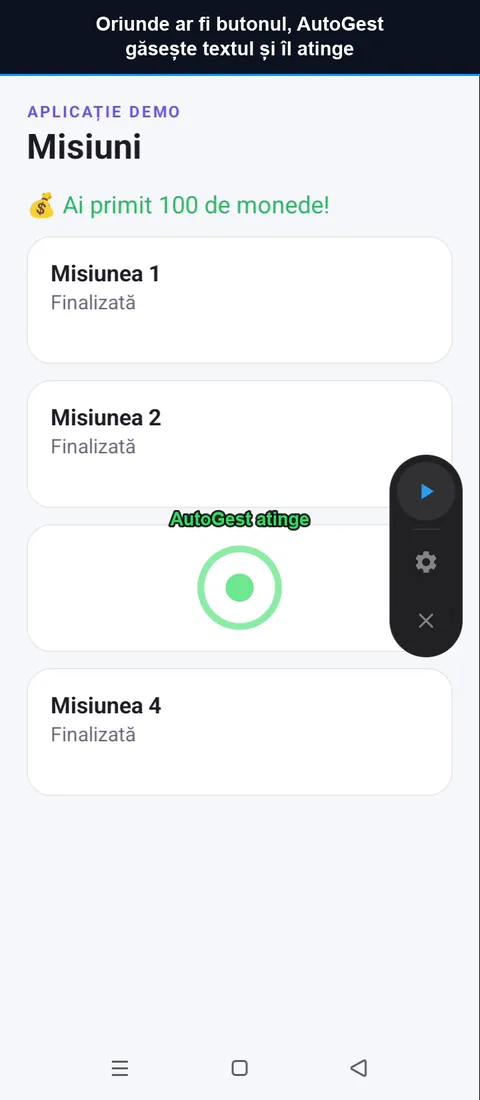 Oriunde ar fi butonul, AutoGest
găsește textul și îl atinge
APLICAȚIE DEMO
Misiuni
Ai primit 100 de monede!
Misiunea 1
Finalizată
Misiunea 2
Finalizată
AutoGest atinge
Misiunea 4
Finalizată